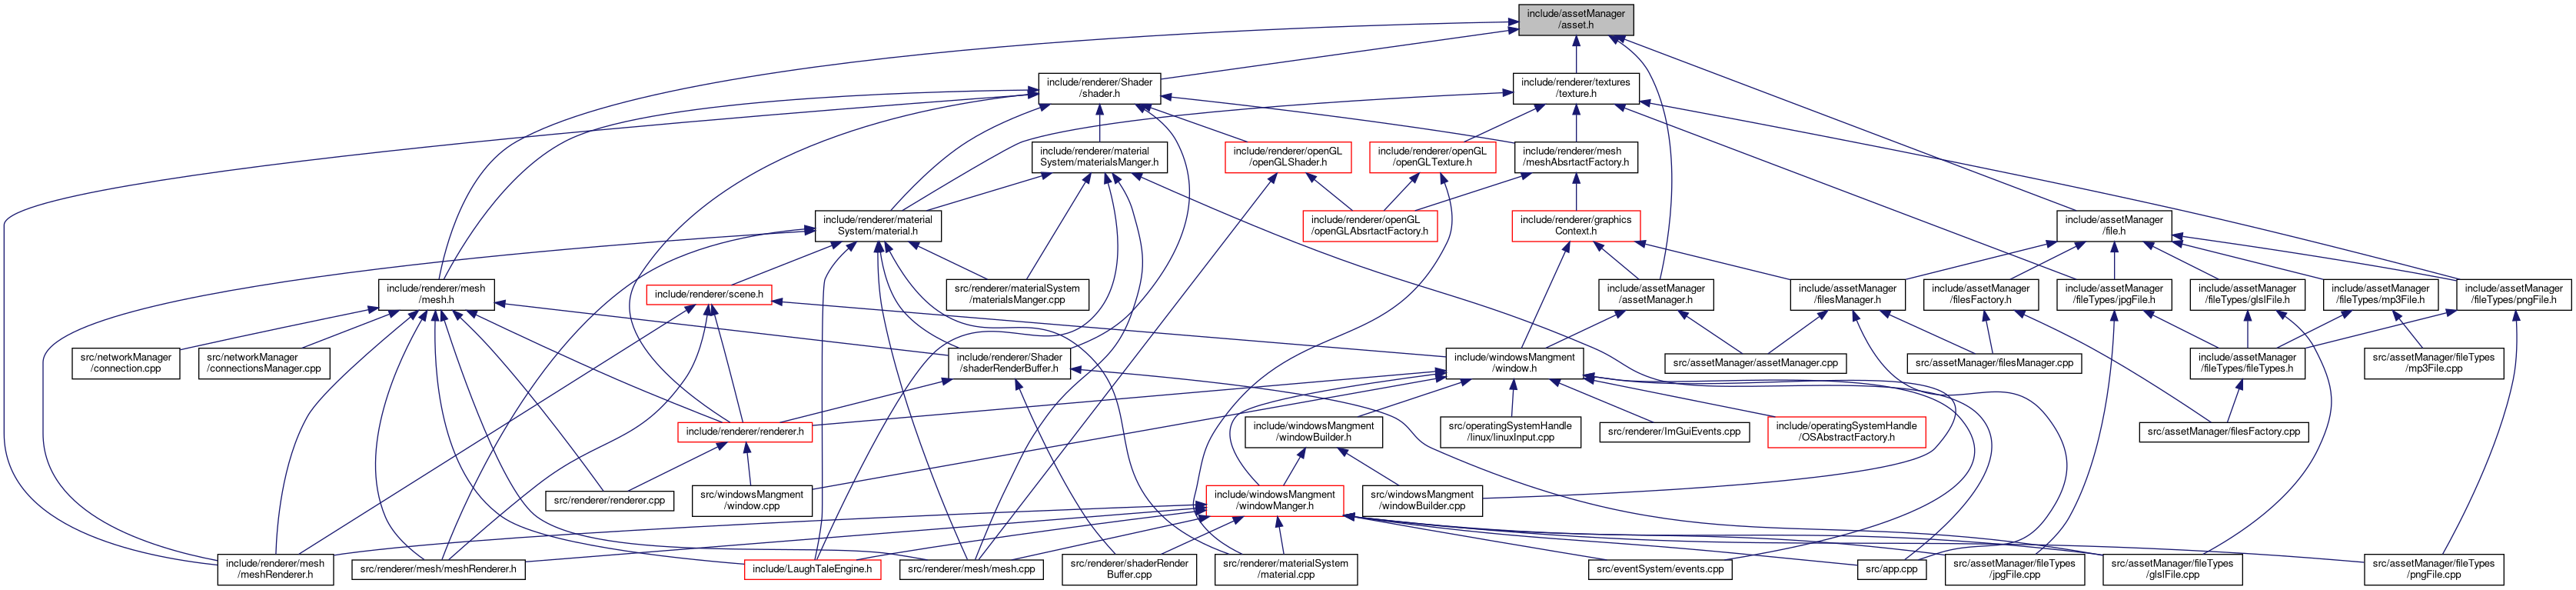 include/assetManager
/asset.h
include/renderer/Shader
/shader.h
include/renderer/textures
/texture.h
include/renderer/material
System/materialsManger.h
include/renderer/openGL
/openGLShader.h
include/renderer/openGL
/openGLTexture.h
include/renderer/mesh
/meshAbsrtactFactory.h
include/renderer/material
System/material.h
include/renderer/openGL
/openGLAbsrtactFactory.h
include/renderer/graphics
Context.h
include/assetManager
/file.h
include/renderer/mesh
/mesh.h
include/renderer/scene.h
src/renderer/materialSystem
/materialsManger.cpp
include/assetManager
/assetManager.h
include/assetManager
/filesManager.h
include/assetManager
/filesFactory.h
include/assetManager
/fileTypes/jpgFile.h
include/assetManager
/fileTypes/glslFile.h
include/assetManager
/fileTypes/mp3File.h
include/assetManager
/fileTypes/pngFile.h
src/networkManager
/connection.cpp
src/networkManager
/connectionsManager.cpp
include/renderer/Shader
/shaderRenderBuffer.h
include/windowsMangment
/window.h
src/assetManager/assetManager.cpp
src/assetManager/filesManager.cpp
include/assetManager
/fileTypes/fileTypes.h
src/assetManager/fileTypes
/mp3File.cpp
include/renderer/renderer.h
include/windowsMangment
/windowBuilder.h
src/operatingSystemHandle
/linux/linuxInput.cpp
src/renderer/ImGuiEvents.cpp
include/operatingSystemHandle
/OSAbstractFactory.h
src/assetManager/filesFactory.cpp
src/renderer/renderer.cpp
src/windowsMangment
/window.cpp
include/windowsMangment
/windowManger.h
src/windowsMangment
/windowBuilder.cpp
include/renderer/mesh
/meshRenderer.h
src/renderer/mesh/meshRenderer.h
include/LaughTaleEngine.h
src/renderer/mesh/mesh.cpp
src/renderer/shaderRender
Buffer.cpp
src/renderer/materialSystem
/material.cpp
src/eventSystem/events.cpp
src/app.cpp
src/assetManager/fileTypes
/jpgFile.cpp
src/assetManager/fileTypes
/glslFile.cpp
src/assetManager/fileTypes
/pngFile.cpp